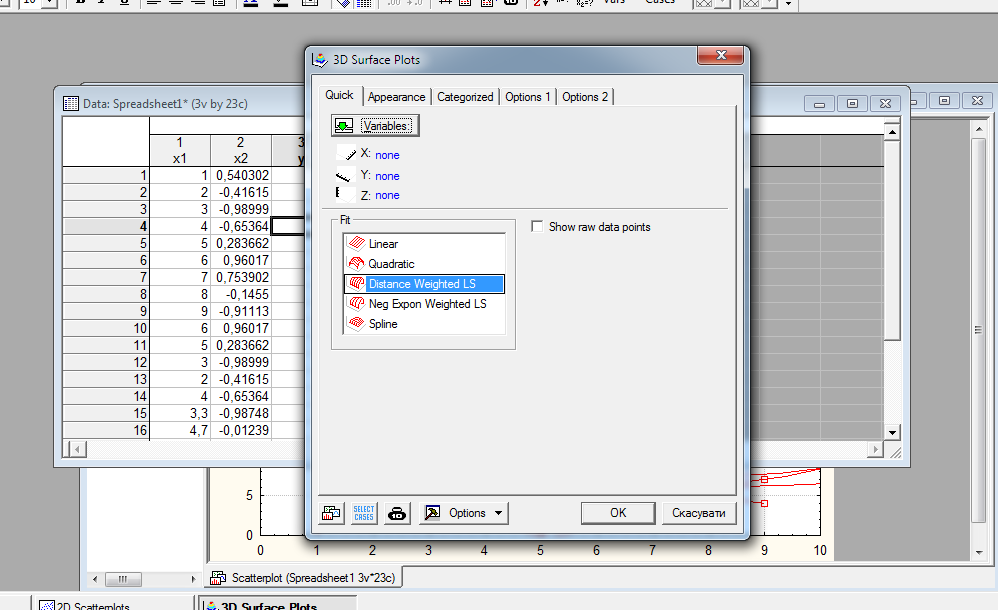 10 B I U
Vars Cases
3D Surface Plots
Quick Appearance Categorized Options 1 Options 2
Variables:
X: none
Y: none
Z: none
Fit
Show raw data points
Linear
Quadratic
Distance Weighted LS
Neg Expon Weighted LS
Spline
SELECT CASES
Options
OK
Скасувати
Data: Spreadsheet1* (3v by 23c)
1 2 3
x1 x2 y
1 1 0,540302
2 2 -0,41615
3 3 -0,98999
4 4 -0,65364
5 5 0,283662
6 6 0,96017
7 7 0,753902
8 8 -0,1455
9 9 -0,91113
10 6 0,96017
11 5 0,283662
12 3 -0,98999
13 2 -0,41615
14 4 -0,65364
15 3,3 -0,98748
16 4,7 -0,01239
5
0
0 1 2 3 4 5 6 7 8 9 10
Scatterplot (Spreadsheet1 3v*23c)
2D Scatterplots
3D Surface Plots